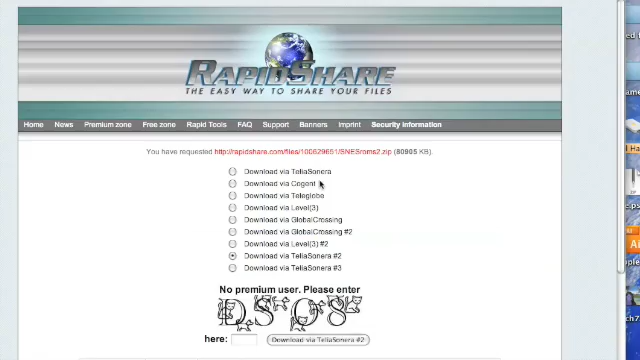 RAPIDSHARE
THE EASY WAY TO SHARE YOUR FILES
Home News Premium zone Free zone Rapid Tools FAQ Support Banners Imprint Security information
You have requested http://rapidshare.com/files/100629651/SNESroms2.zip (80905 KB).
Download via TeliaSonera
Download via Cogent
Download via Teleglobe
Download via Level(3)
Download via GlobalCrossing
Download via GlobalCrossing #2
Download via Level(3) #2
Download via TeliaSonera #2
Download via TeliaSonera #3
No premium user. Please enter
here: Download via TeliaSonera #2